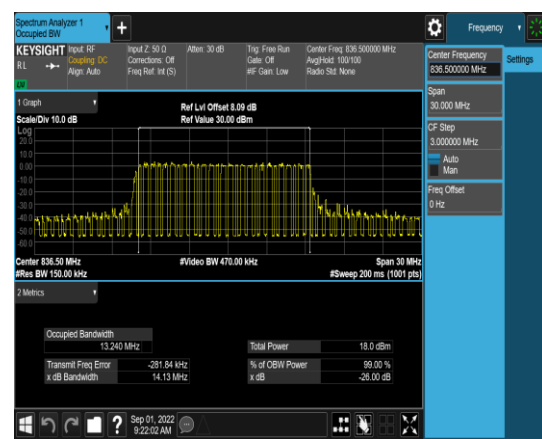 Spectrum Analyzer 1
Occupied BW
+
Frequency
KEYSIGHT
R L
Input: RF
Coupling: DC
Align: Auto
Input Z: 50 Ω
Corrections: Off
Freq Ref: Int (S)
Atten: 30 dB
Trig: Free Run
Gate: Off
#IF Gain: Low
Center Freq: 836.500000 MHz
Avg|Hold: 100/100
Radio Std: None
1 Graph
Scale/Div 10.0 dB
Ref Lvl Offset 8.09 dB
Ref Value 30.00 dBm
Log
20.0
10.0
0.00
-10.0
-20.0
-30.0
-40.0
-50.0
-60.0
Center 836.50 MHz
#Res BW 150.00 kHz
#Video BW 470.00 kHz
Span 30 MHz
#Sweep 200 ms (1001 pts)
2 Metrics
Occupied Bandwidth
13.240 MHz
Total Power 18.0 dBm
Transmit Freq Error -281.84 kHz
% of OBW Power 99.00 %
x dB Bandwidth 14.13 MHz
x dB -26.00 dB
Center Frequency
836.500000 MHz
Settings
Span
30.000 MHz
CF Step
3.000000 MHz
Auto
Man
Freq Offset
0 Hz
?
Sep 01, 2022
9:22:02 AM